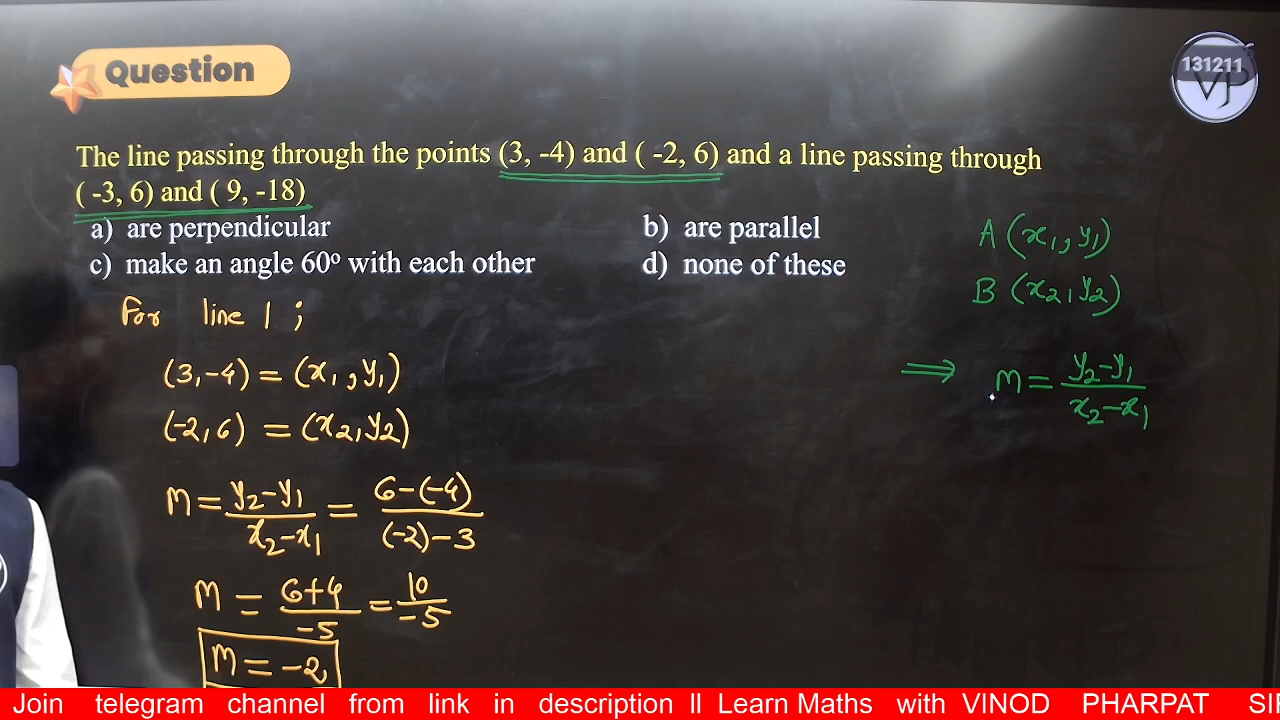 Question
131211
VP
The line passing through the points (3, -4) and ( -2, 6) and a line passing through
( -3, 6) and ( 9, -18)
a) are perpendicular
b) are parallel
c) make an angle 60º with each other
d) none of these
A (x₁, y₁)
B (x₂, y₂)
⇒ m = y₂-y₁ / x₂-x₁
For line 1 ;
(3, -4) = (x₁, y₁)
(-2, 6) = (x₂, y₂)
m = y₂-y₁ / x₂-x₁ = 6-(-4) / (-2)-3
m = 6+4 / -5 = 10 / -5
m = -2
Join telegram channel from link in description ll Learn Maths with VINOD PHARPAT